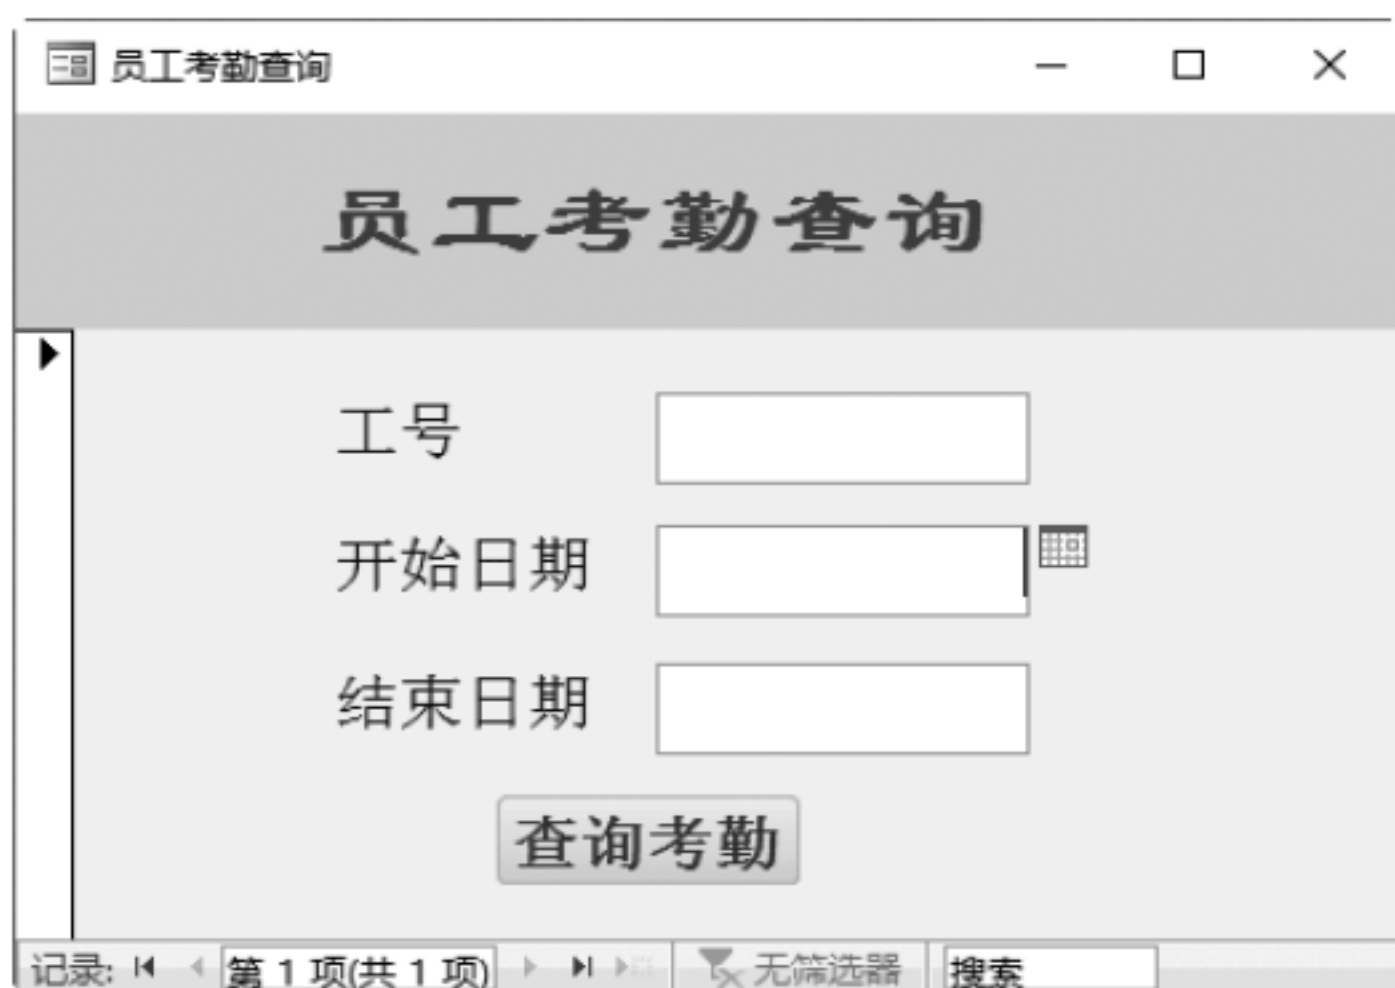 员工考勤查询
员工考勤查询
工号
开始日期
结束日期
查询考勤
记录: 第 1 项(共 1 项) 无筛选器 搜索